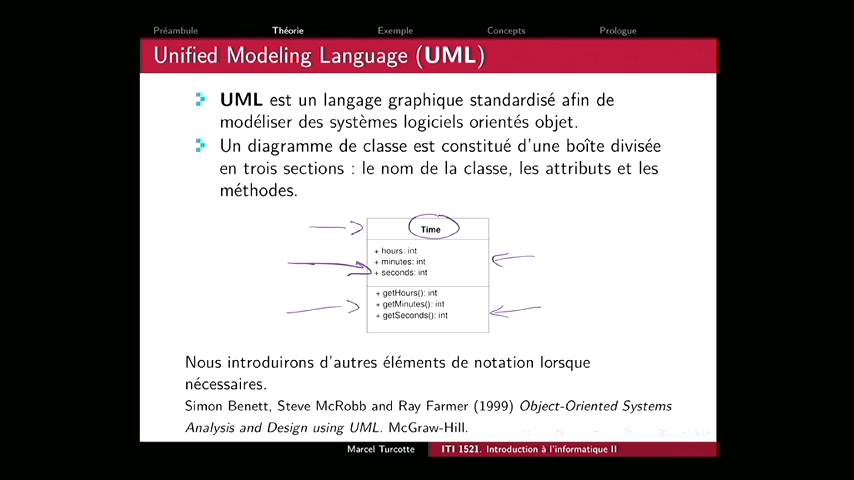 Préambule Théorie Exemple Concepts Prologue
Unified Modeling Language (UML)
UML est un langage graphique standardisé afin de
modéliser des systèmes logiciels orientés objet.
Un diagramme de classe est constitué d'une boîte divisée
en trois sections : le nom de la classe, les attributs et les
méthodes.
Time
+ hours: int
+ minutes: int
+ seconds: int
+ getHours(): int
+ getMinutes(): int
+ getSeconds(): int
Nous introduirons d'autres éléments de notation lorsque
nécessaires.
Simon Benett, Steve McRobb and Ray Farmer (1999) Object-Oriented Systems
Analysis and Design using UML. McGraw-Hill.
Marcel Turcotte ITI 1521. Introduction à l'informatique II